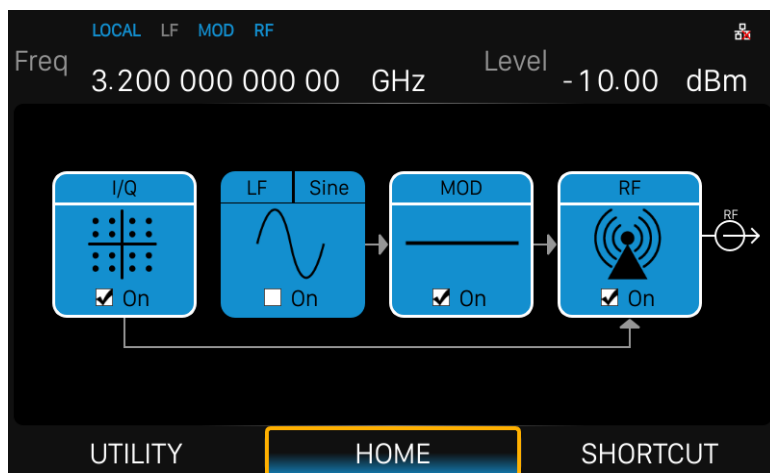 LOCAL LF MOD RF
Freq 3.200 000 000 00 GHz Level -10.00 dBm
I/Q LF Sine MOD RF
RF
On On On On
UTILITY HOME SHORTCUT